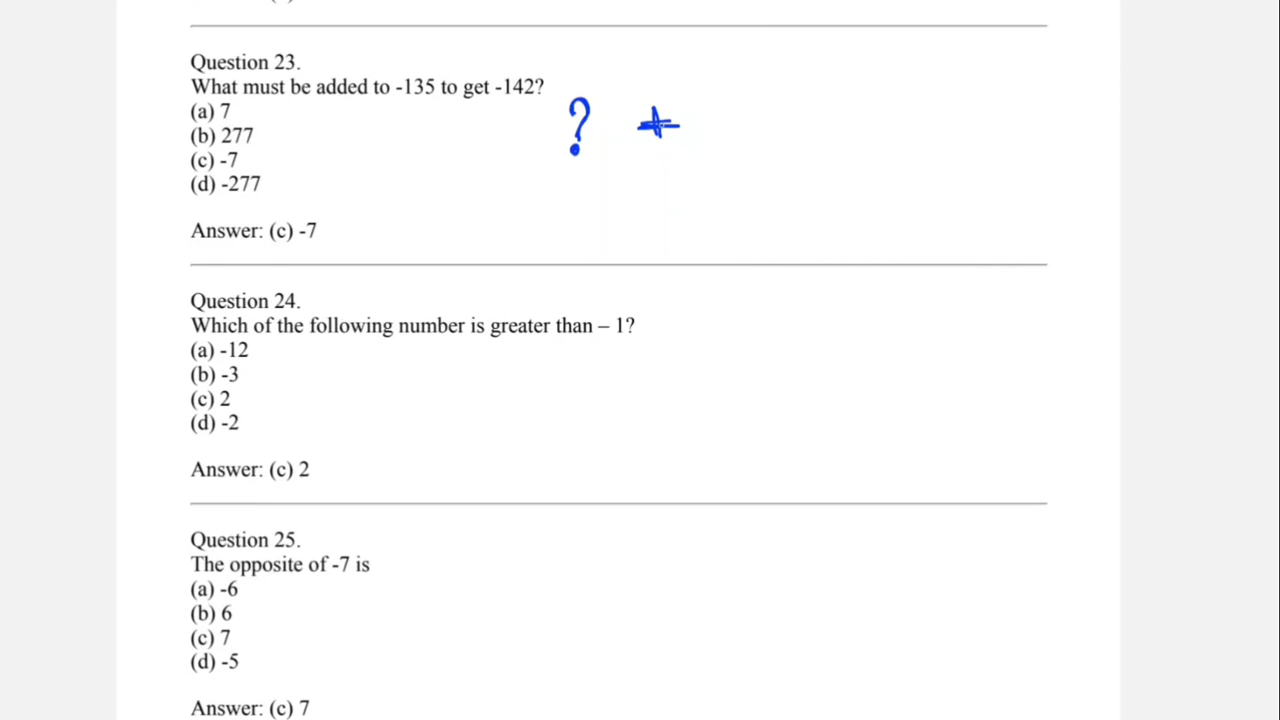 Question 23.
What must be added to -135 to get -142?
(a) 7
(b) 277
(c) -7
(d) -277
? +
Answer: (c) -7
Question 24.
Which of the following number is greater than – 1?
(a) -12
(b) -3
(c) 2
(d) -2
Answer: (c) 2
Question 25.
The opposite of -7 is
(a) -6
(b) 6
(c) 7
(d) -5
Answer: (c) 7